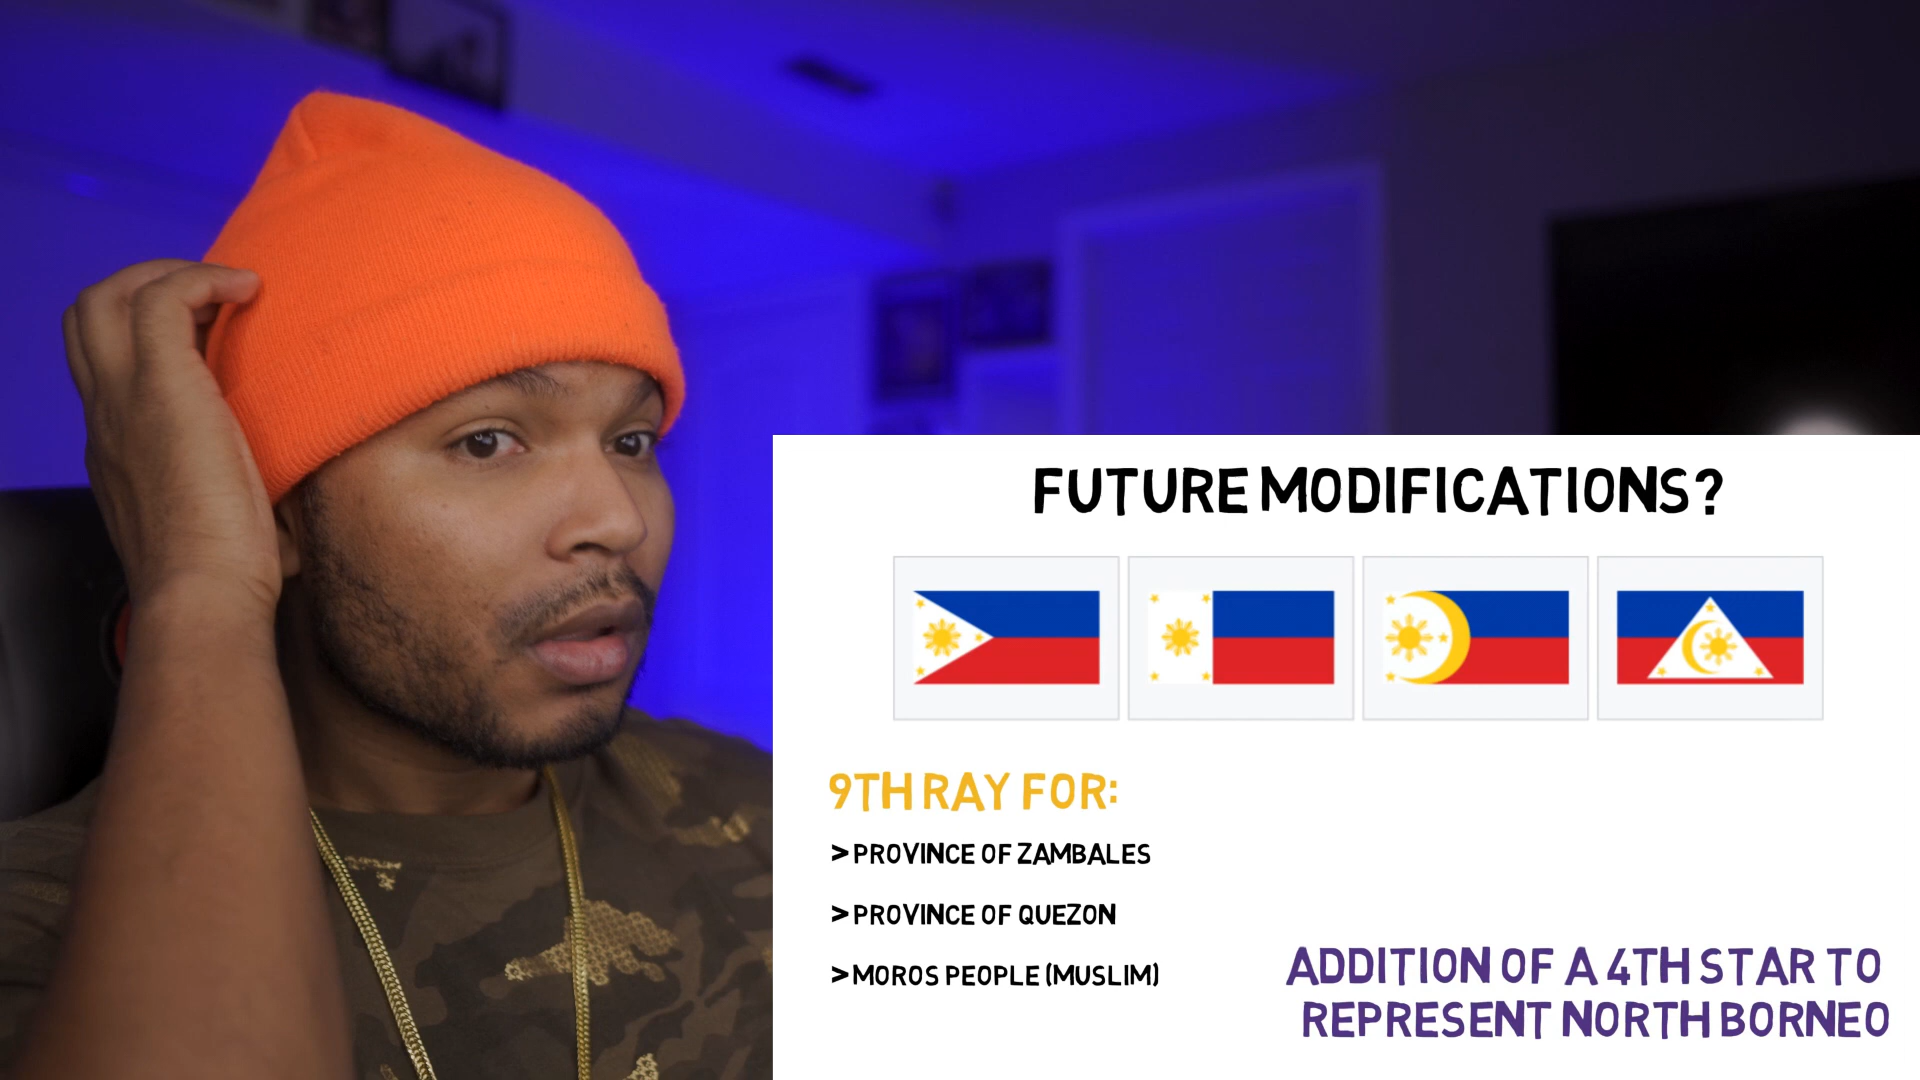 FUTURE MODIFICATIONS?
9TH RAY FOR:
> PROVINCE OF ZAMBALES
> PROVINCE OF QUEZON
> MOROS PEOPLE (MUSLIM)
ADDITION OF A 4TH STAR TO
REPRESENT NORTH BORNEO